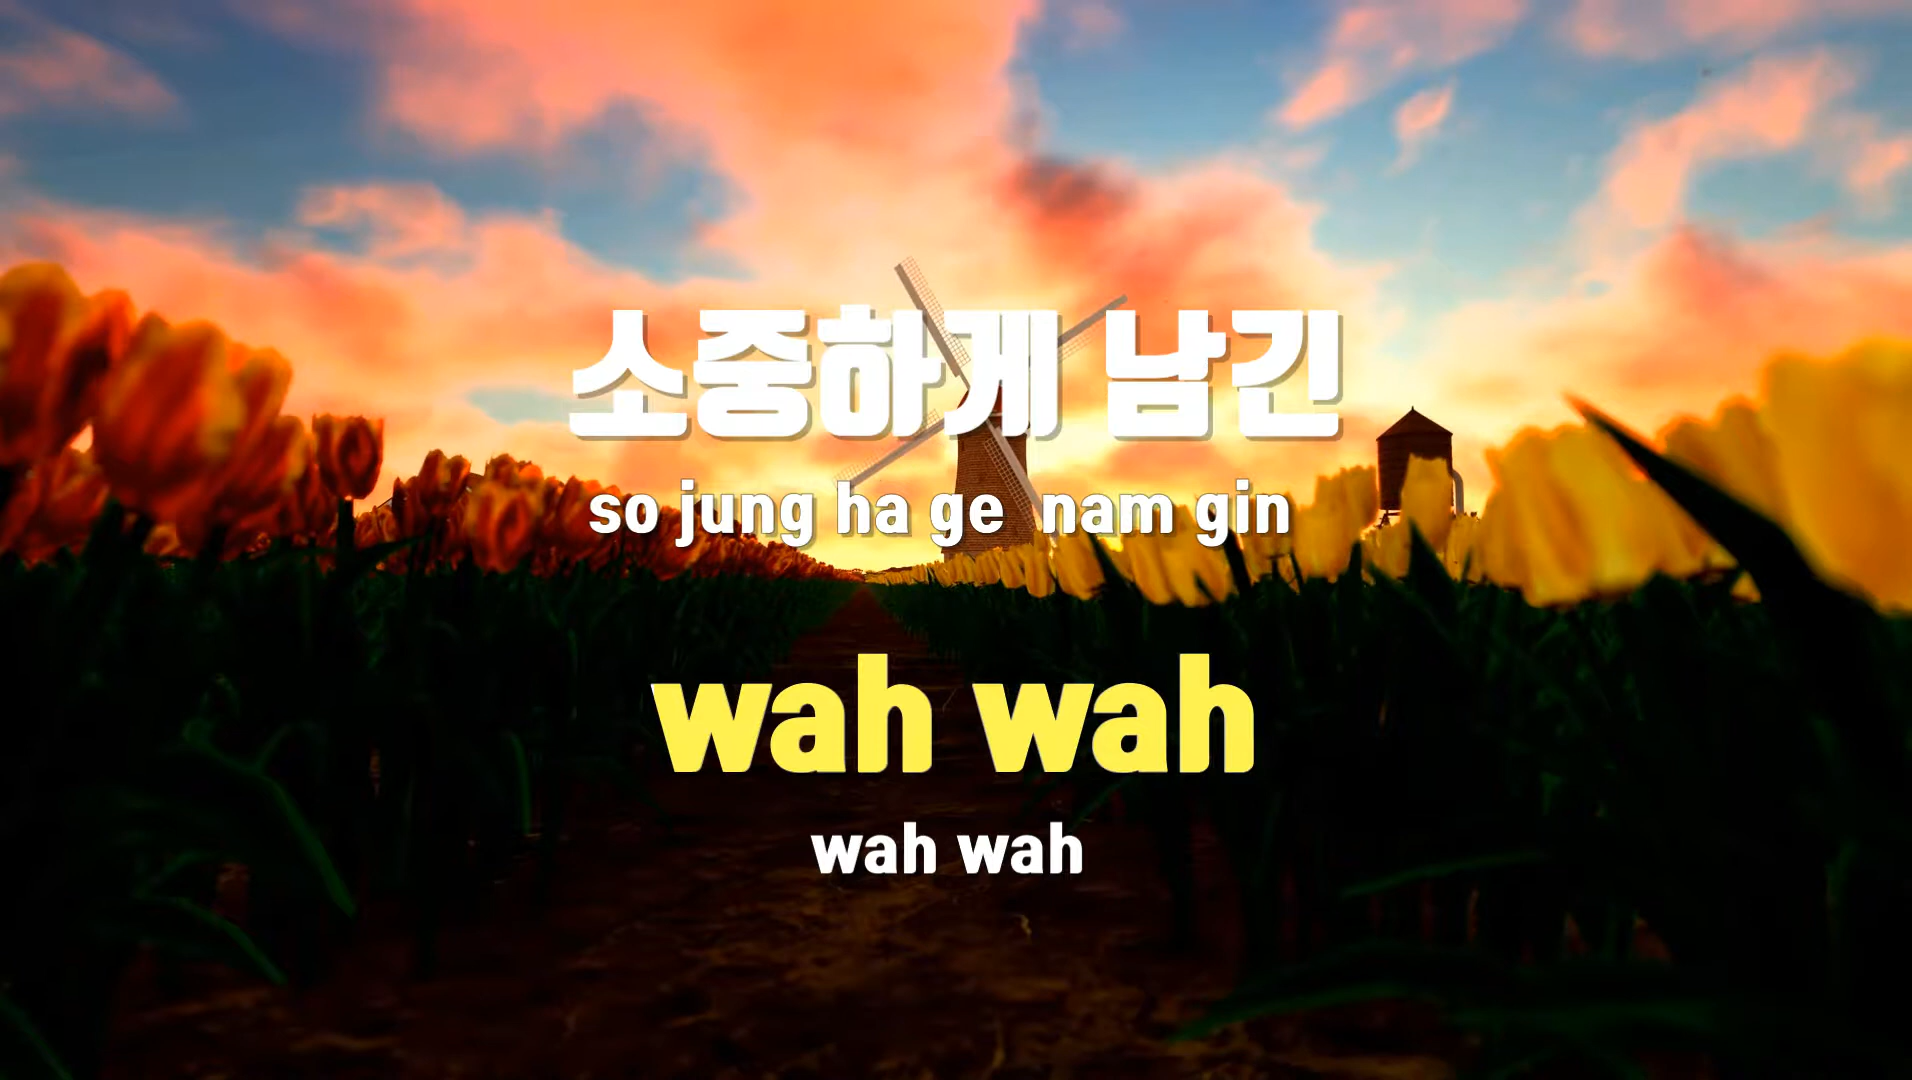 소중하게 남긴
so jung ha ge nam gin
wah wah
wah wah